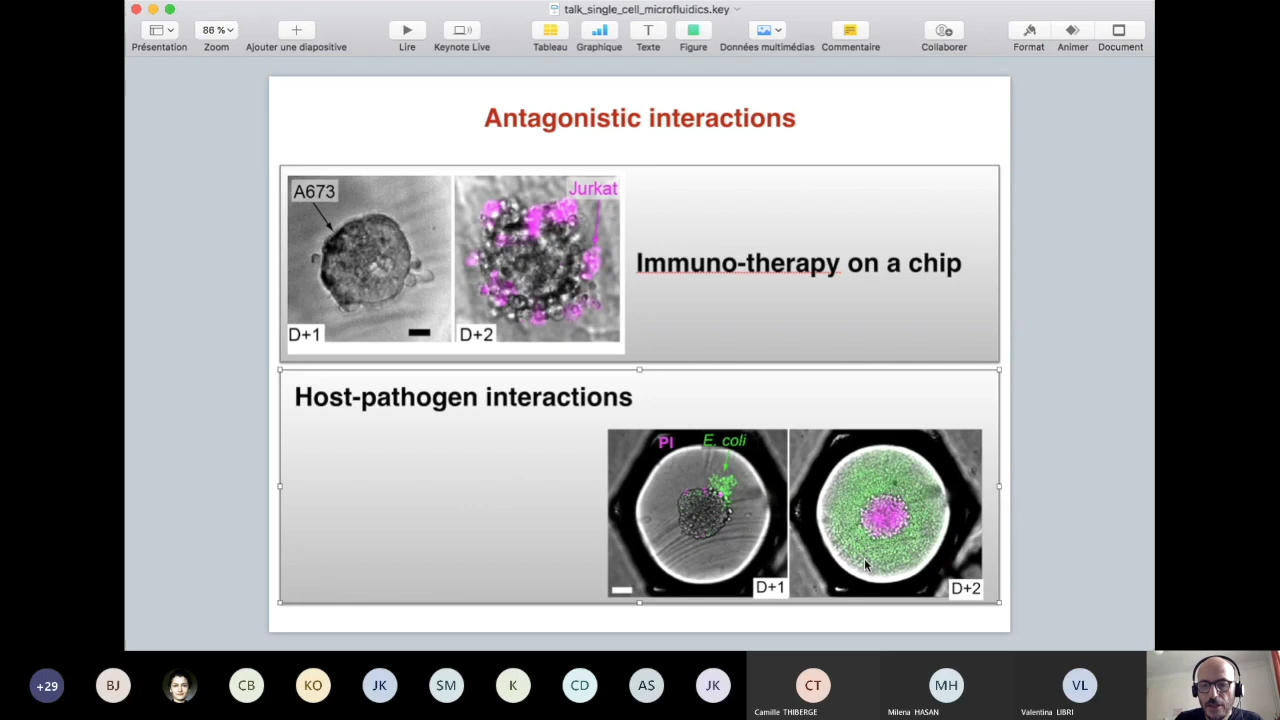 talk_single_cell_microfluidics.key
86 %
Présentation
Zoom
Ajouter une diapositive
Lire
Keynote Live
Tableau
Graphique
Texte
Figure
Données multimédias
Commentaire
Collaborer
Format
Animer
Document
Antagonistic interactions
A673
D+1
Jurkat
D+2
Immuno-therapy on a chip
Host-pathogen interactions
PI
E. coli
D+1
D+2
+29
BJ
CB
KO
JK
SM
K
CD
AS
JK
CT
Camille THIBERGE
MH
Milena HASAN
VL
Valentina LIBRI